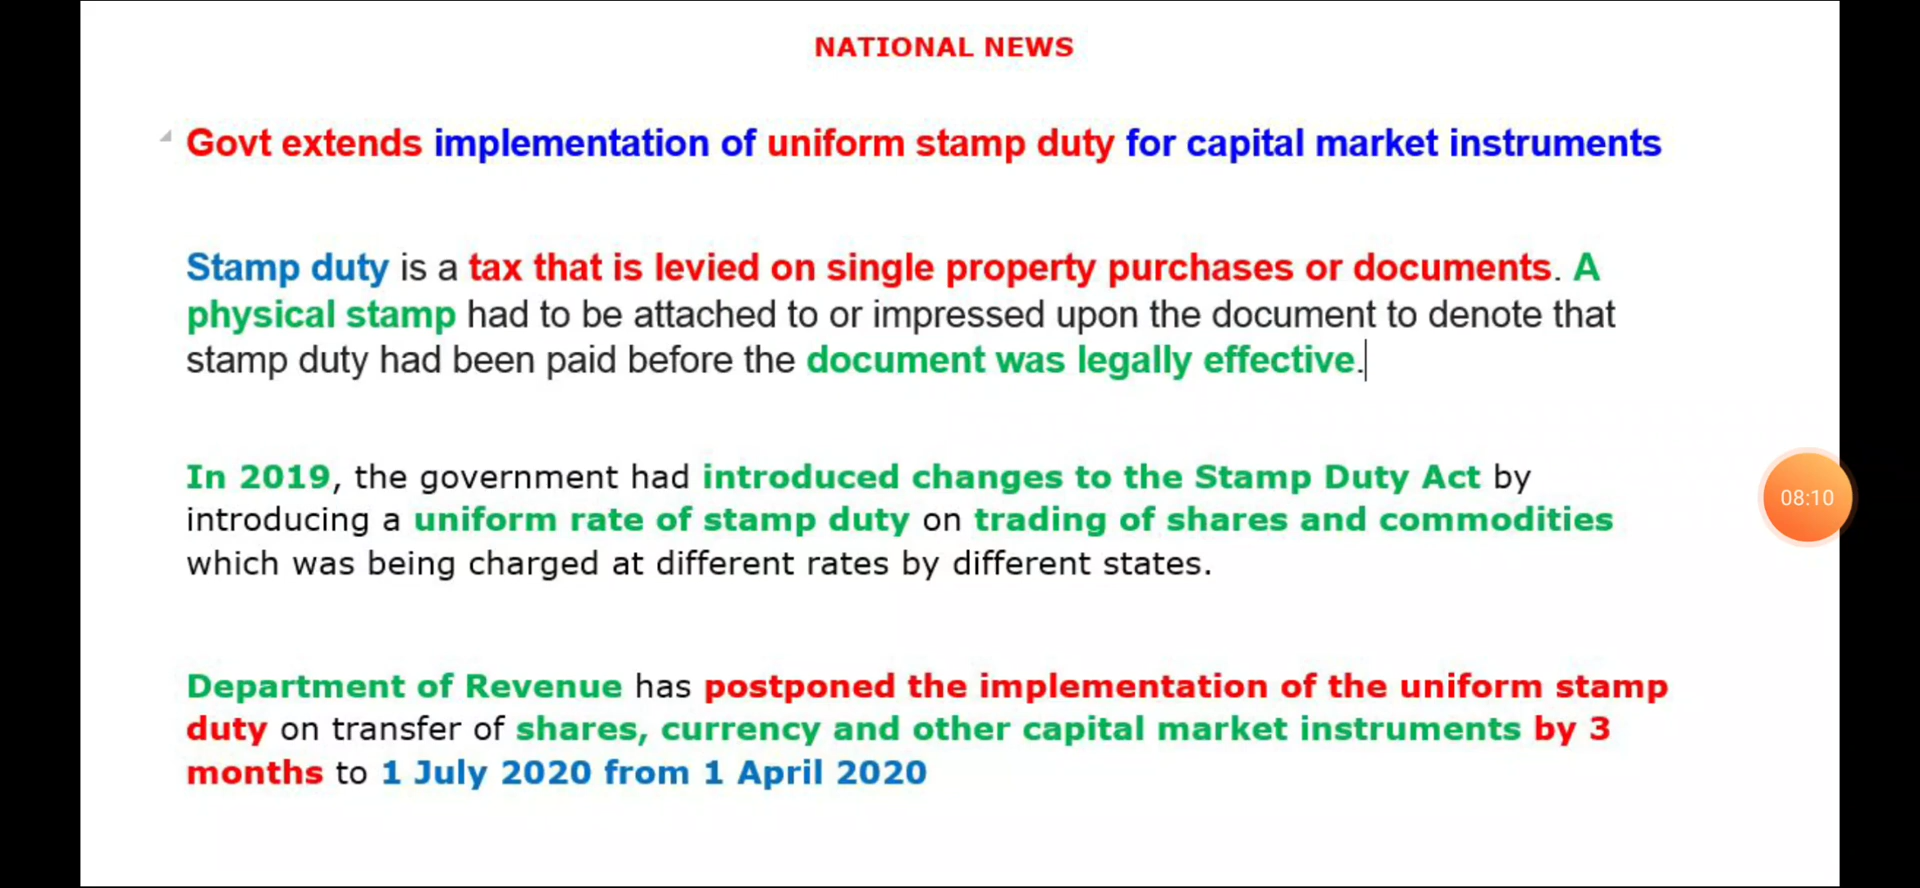 NATIONAL NEWS
Govt extends implementation of uniform stamp duty for capital market instruments
Stamp duty is a tax that is levied on single property purchases or documents. A
physical stamp had to be attached to or impressed upon the document to denote that
stamp duty had been paid before the document was legally effective.
In 2019, the government had introduced changes to the Stamp Duty Act by
introducing a uniform rate of stamp duty on trading of shares and commodities
which was being charged at different rates by different states.
08:10
Department of Revenue has postponed the implementation of the uniform stamp
duty on transfer of shares, currency and other capital market instruments by 3
months to 1 July 2020 from 1 April 2020